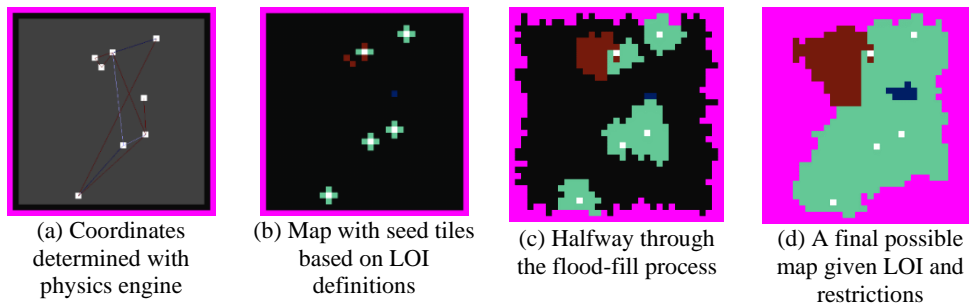 (a) Coordinates
determined with
physics engine
(b) Map with seed tiles
based on LOI
definitions
(c) Halfway through
the flood-fill process
(d) A final possible
map given LOI and
restrictions